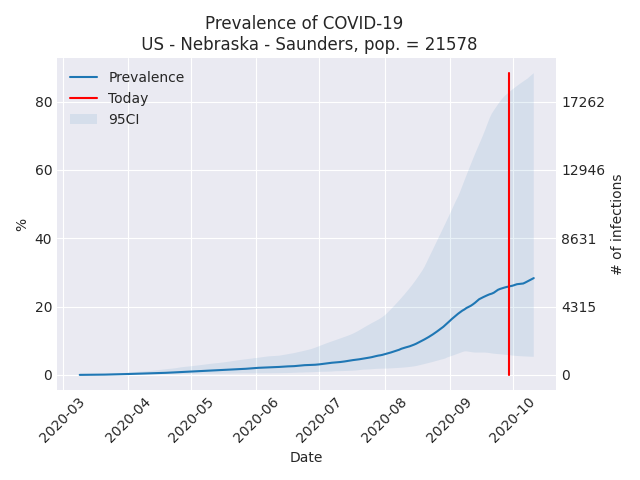 Prevalence of COVID-19
US - Nebraska - Saunders, pop. = 21578
Prevalence
Today
95CI
80
60
40
20
0
%
17262
12946
8631
4315
0
# of infections
2020-03
2020-04
2020-05
2020-06
2020-07
2020-08
2020-09
2020-10
Date